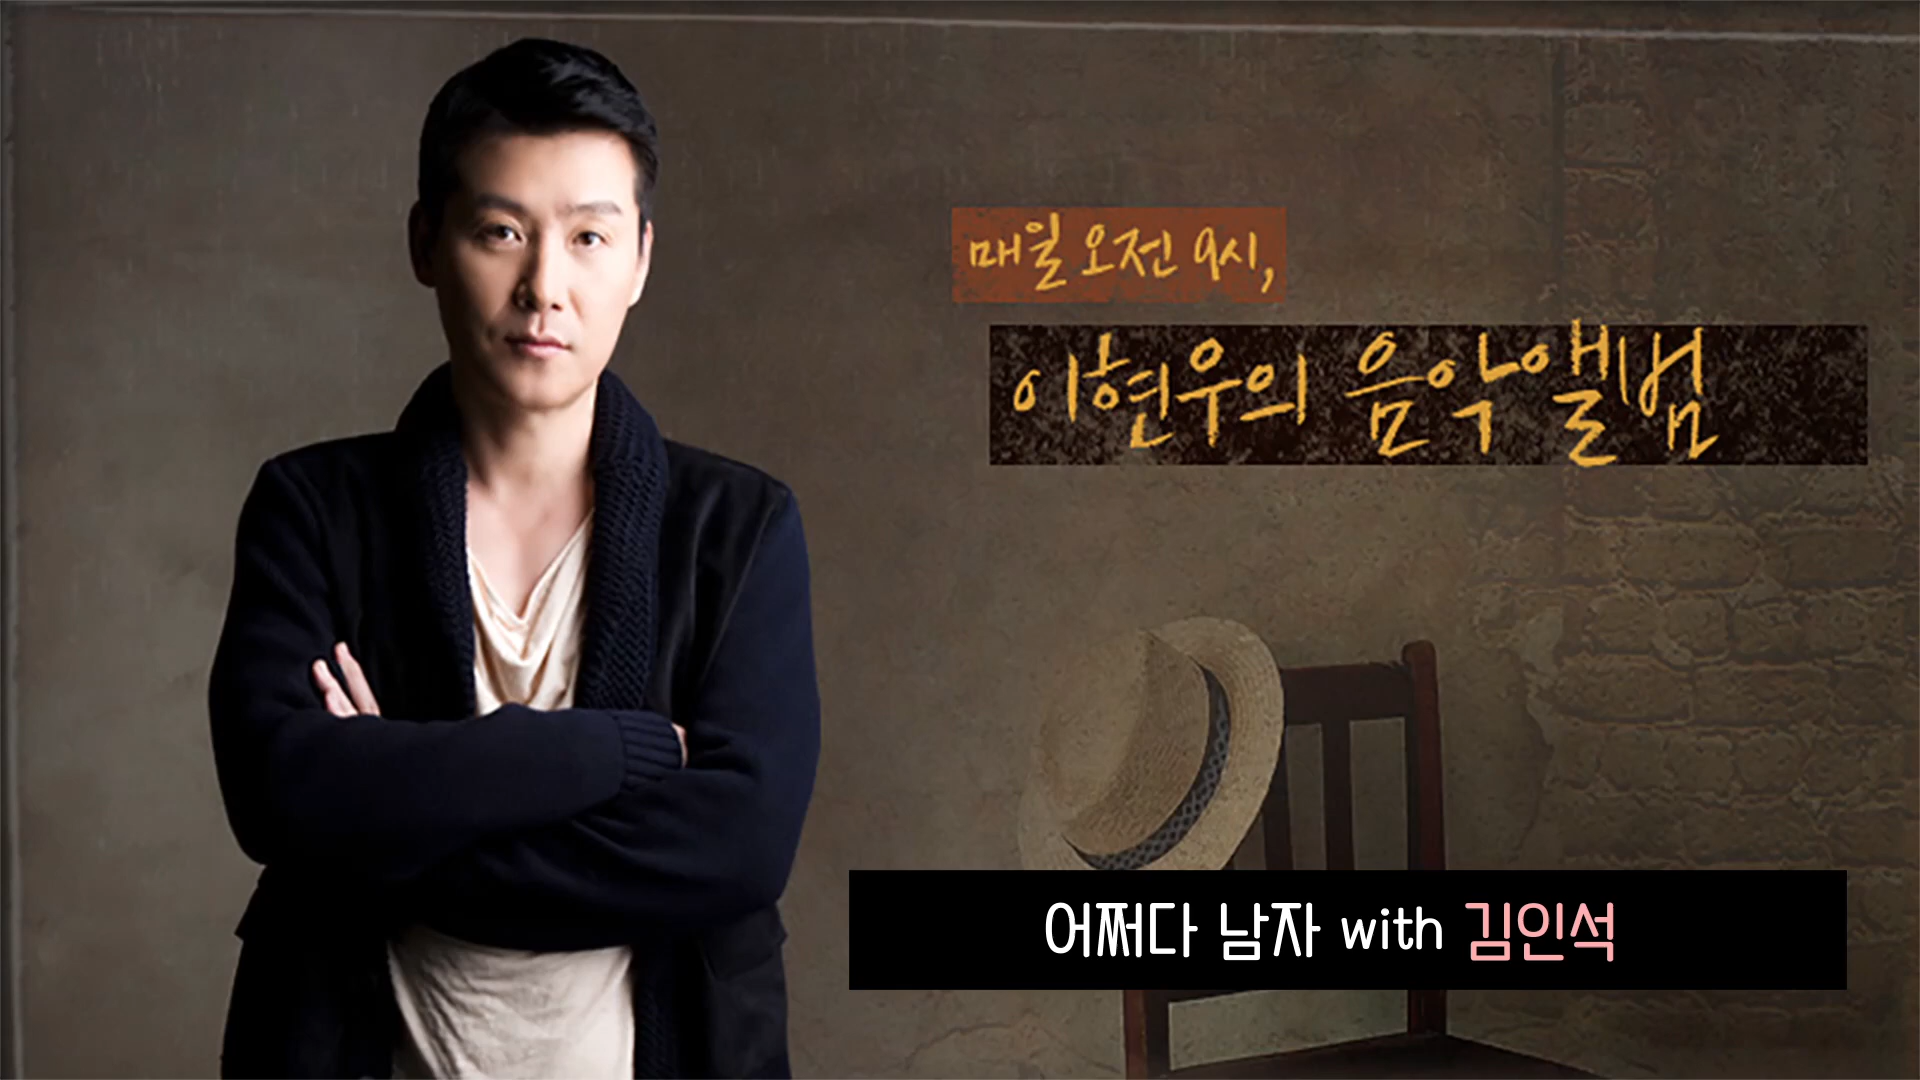 매일 오전 9시,
이현우의 음악앨범
어쩌다 남자 with 김인석